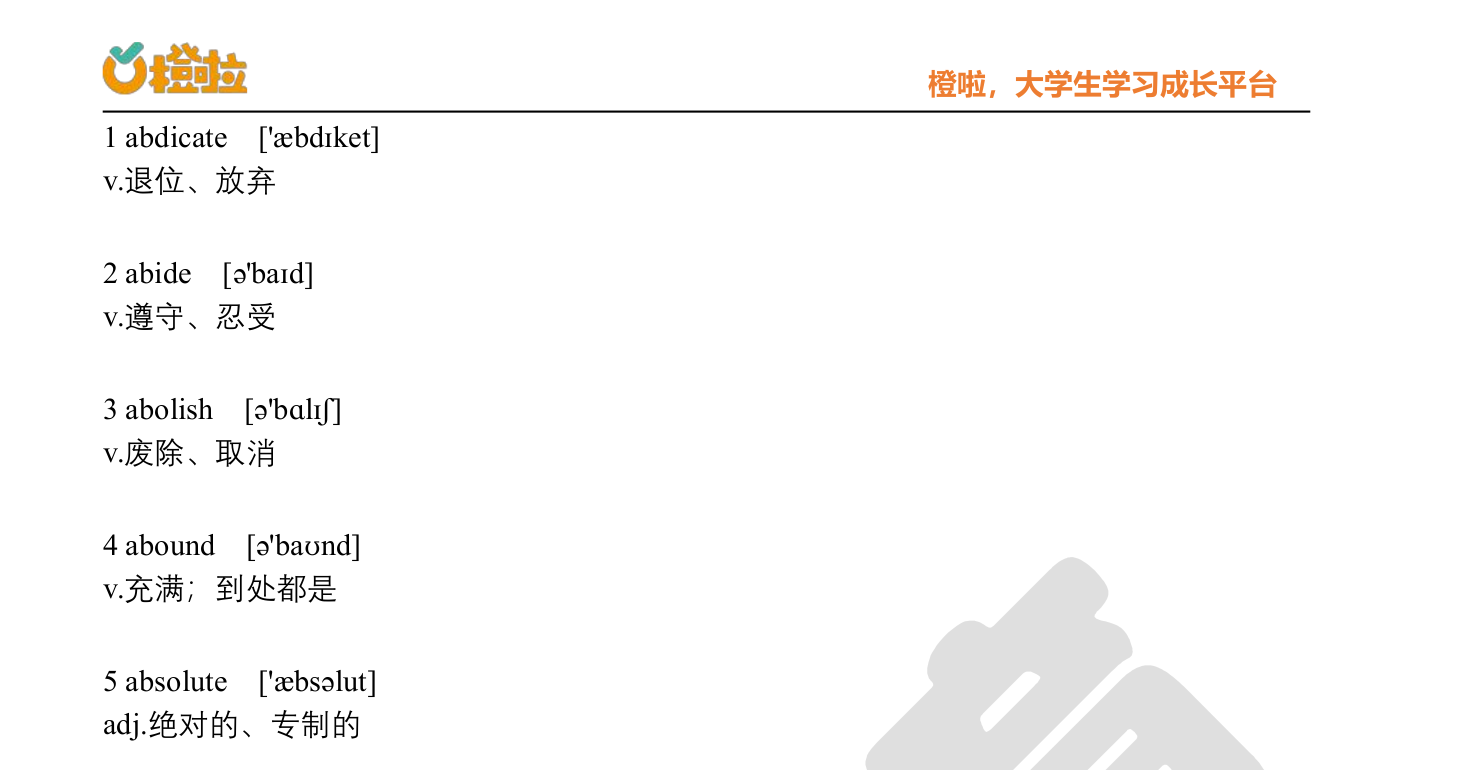 橙啦
橙啦，大学生学习成长平台
1 abdicate ['æbdɪket]
v.退位、放弃
2 abide [ə'baɪd]
v.遵守、忍受
3 abolish [ə'bɑlɪʃ]
v.废除、取消
4 abound [ə'baʊnd]
v.充满；到处都是
5 absolute ['æbsəlut]
adj.绝对的、专制的